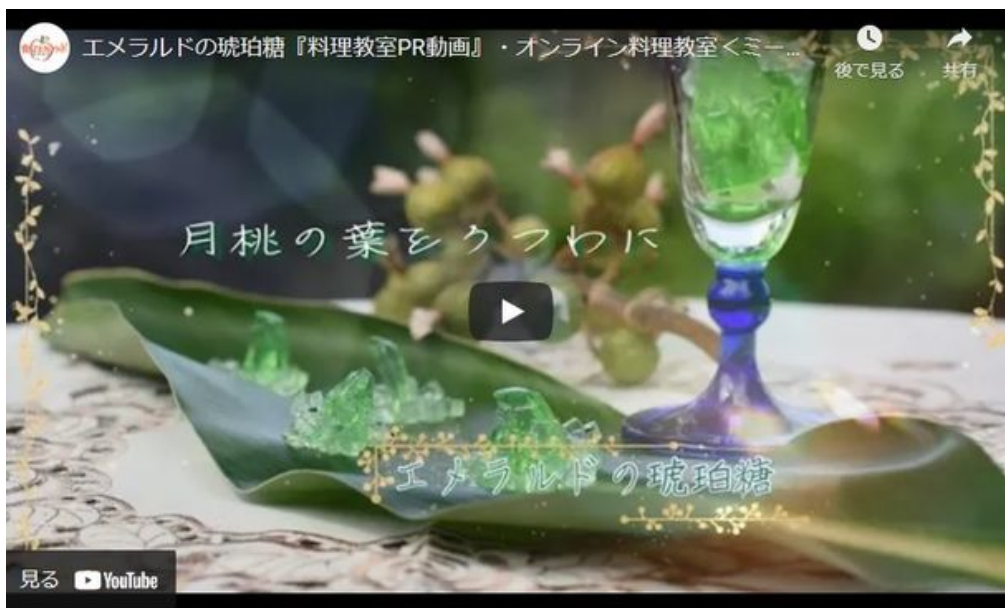 エメラルドの琥珀糖『料理教室PR動画』・オンライン料理教室<ミー...
後で見る
共有
月桃の葉をうつわに
エメラルドの琥珀糖
見る YouTube